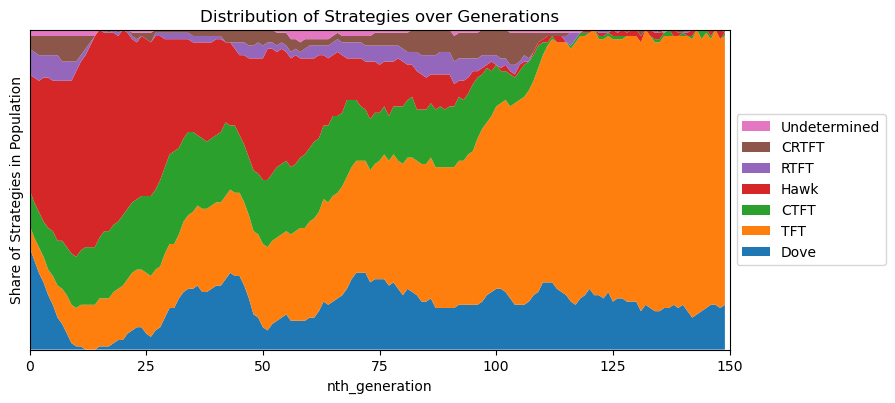 Distribution of Strategies over Generations
Share of Strategies in Population
0
25
50
75
100
125
150
nth_generation
Undetermined
CRTFT
RTFT
Hawk
CTFT
TFT
Dove